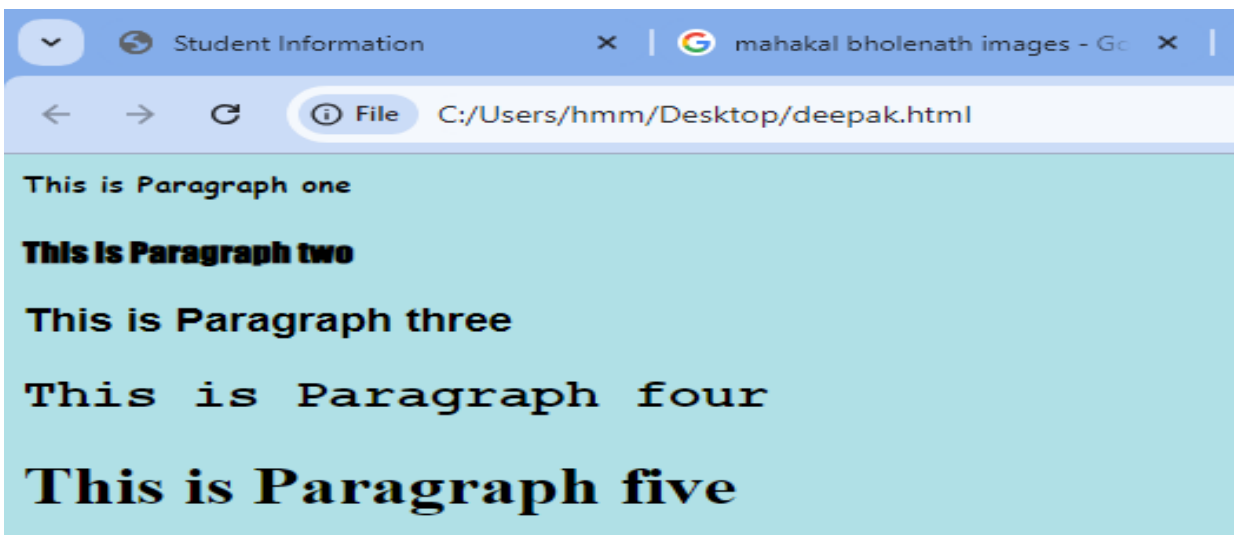 Student Information mahakal bholenath images - Go
File C:/Users/hmm/Desktop/deepak.html
This is Paragraph one
This is Paragraph two
This is Paragraph three
This is Paragraph four
This is Paragraph five